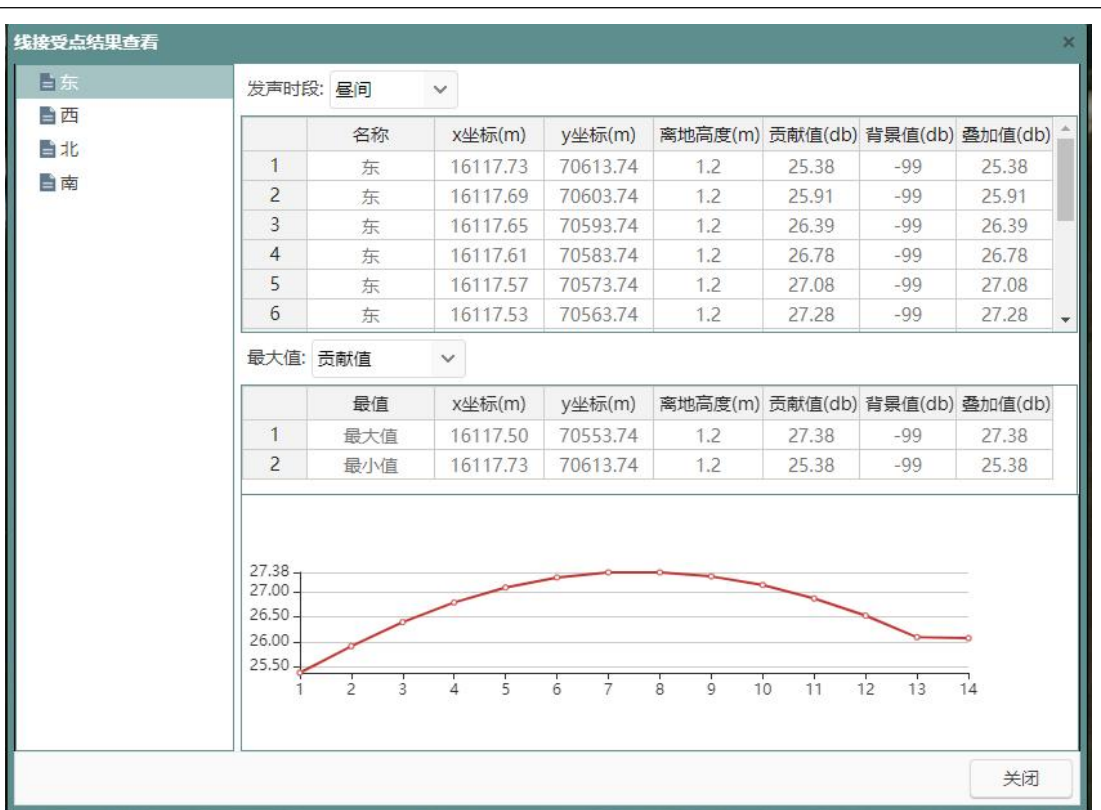 线接受点结果查看 ×
东
西
北
南
发声时段: 昼间
名称 x坐标(m) y坐标(m) 离地高度(m) 贡献值(db) 背景值(db) 叠加值(db)
1 东 16117.73 70613.74 1.2 25.38 -99 25.38
2 东 16117.69 70603.74 1.2 25.91 -99 25.91
3 东 16117.65 70593.74 1.2 26.39 -99 26.39
4 东 16117.61 70583.74 1.2 26.78 -99 26.78
5 东 16117.57 70573.74 1.2 27.08 -99 27.08
6 东 16117.53 70563.74 1.2 27.28 -99 27.28
最大值: 贡献值
最值 x坐标(m) y坐标(m) 离地高度(m) 贡献值(db) 背景值(db) 叠加值(db)
1 最大值 16117.50 70553.74 1.2 27.38 -99 27.38
2 最小值 16117.73 70613.74 1.2 25.38 -99 25.38
27.38
27.00
26.50
26.00
25.50
1 2 3 4 5 6 7 8 9 10 11 12 13 14
关闭